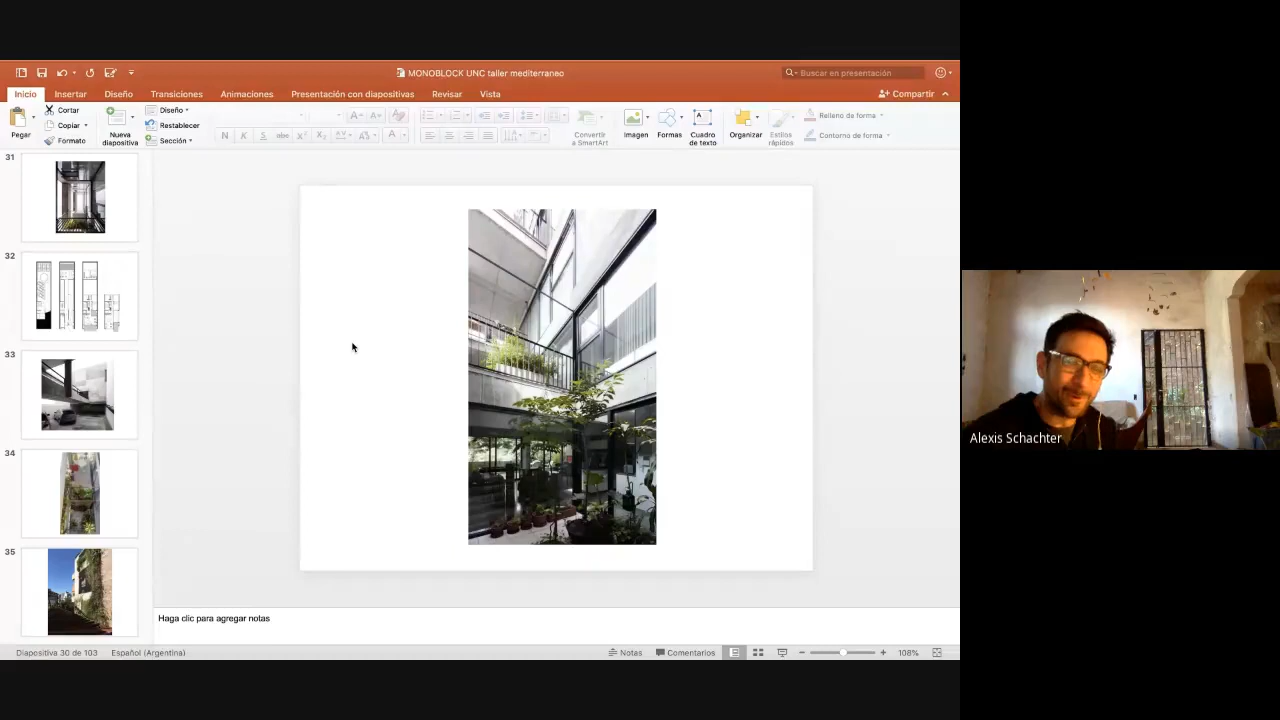 MONOBLOCK UNC taller mediterraneo
Buscar en presentación
Inicio Insertar Diseño Transiciones Animaciones Presentación con diapositivas Revisar Vista
Compartir
Pegar
Cortar
Copiar
Formato
Nueva diapositiva
Diseño
Restablecer
Sección
N K S abc X² X₂
Convertir a SmartArt
Imagen
Formas
Cuadro de texto
Organizar
Estilos rápidos
Relleno de forma
Contorno de forma
31
32
33
34
35
Alexis Schachter
Haga clic para agregar notas
Diapositiva 30 de 103 Español (Argentina)
Notas Comentarios 108%